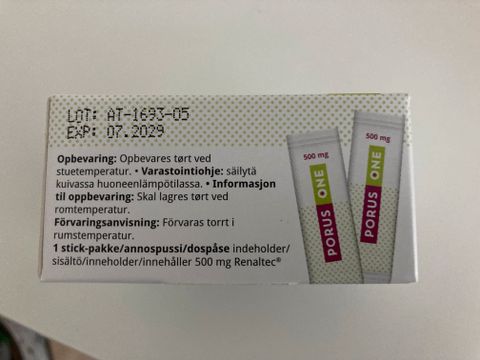 LOT: AT-1693-05
EXP: 07.2029
Opbevaring: Opbevares tørt ved
stuetemperatur. • Varastointiohje: säilytä
kuivassa huoneenlämpötilassa. • Informasjon
til oppbevaring: Skal lagres tørt ved
romtemperatur.
Förvaringsanvisning: Förvaras torrt i
rumstemperatur.
1 stick-pakke/annospussi/dospåse indeholder/
sisältö/inneholder/innehåller 500 mg Renaltec®
500 mg
PORUS ONE
500 mg
PORUS ONE